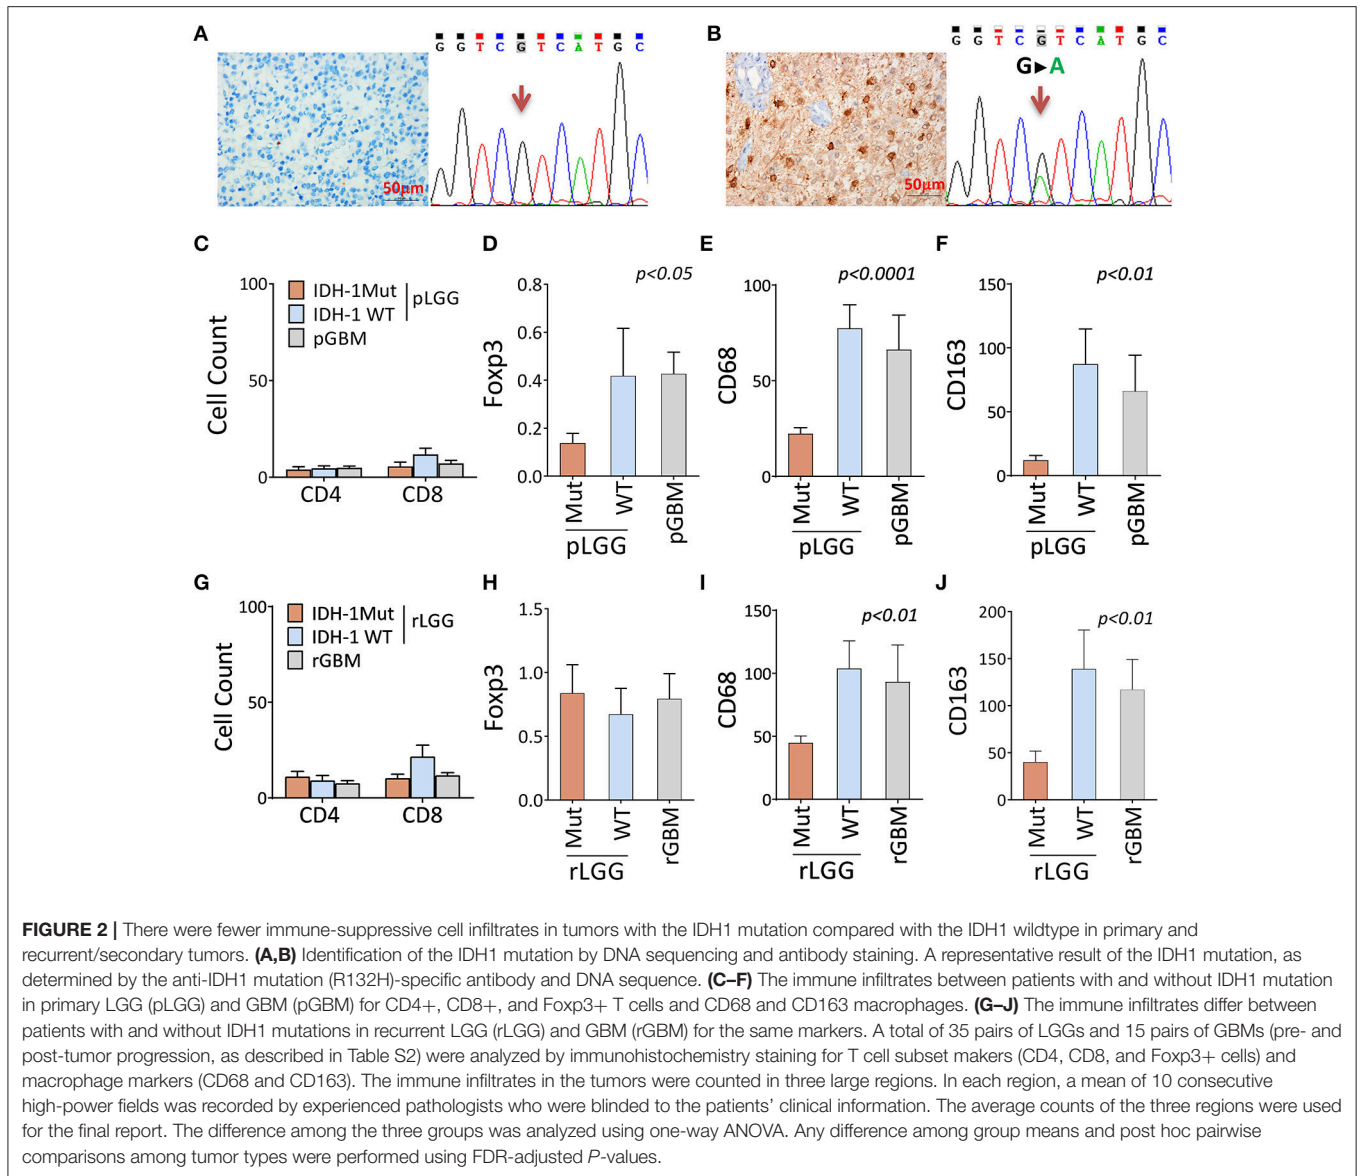 A
G G T C G T C A T G C
50µm
B
G G T C G T C A T G C
G▸A
50µm
C
Cell Count
100
50
0
IDH-1Mut
IDH-1 WT
pLGG
pGBM
CD4 CD8
D
p<0.05
Foxp3
0.8
0.6
0.4
0.2
0.0
Mut WT pGBM
pLGG
E
p<0.0001
CD68
100
50
0
Mut WT pGBM
pLGG
F
p<0.01
CD163
150
100
50
0
Mut WT pGBM
pLGG
G
Cell Count
100
50
0
IDH-1Mut
IDH-1 WT
rLGG
rGBM
CD4 CD8
H
Foxp3
1.5
1.0
0.5
0.0
Mut WT rGBM
rLGG
I
p<0.01
CD68
150
100
50
0
Mut WT rGBM
rLGG
J
p<0.01
CD163
200
150
100
50
0
Mut WT rGBM
rLGG
FIGURE 2 | There were fewer immune-suppressive cell infiltrates in tumors with the IDH1 mutation compared with the IDH1 wildtype in primary and
recurrent/secondary tumors. (A,B) Identification of the IDH1 mutation by DNA sequencing and antibody staining. A representative result of the IDH1 mutation, as
determined by the anti-IDH1 mutation (R132H)-specific antibody and DNA sequence. (C–F) The immune infiltrates between patients with and without IDH1 mutation
in primary LGG (pLGG) and GBM (pGBM) for CD4+, CD8+, and Foxp3+ T cells and CD68 and CD163 macrophages. (G–J) The immune infiltrates differ between
patients with and without IDH1 mutations in recurrent LGG (rLGG) and GBM (rGBM) for the same markers. A total of 35 pairs of LGGs and 15 pairs of GBMs (pre- and
post-tumor progression, as described in Table S2) were analyzed by immunohistochemistry staining for T cell subset makers (CD4, CD8, and Foxp3+ cells) and
macrophage markers (CD68 and CD163). The immune infiltrates in the tumors were counted in three large regions. In each region, a mean of 10 consecutive
high-power fields was recorded by experienced pathologists who were blinded to the patients' clinical information. The average counts of the three regions were used
for the final report. The difference among the three groups was analyzed using one-way ANOVA. Any difference among group means and post hoc pairwise
comparisons among tumor types were performed using FDR-adjusted P-values.